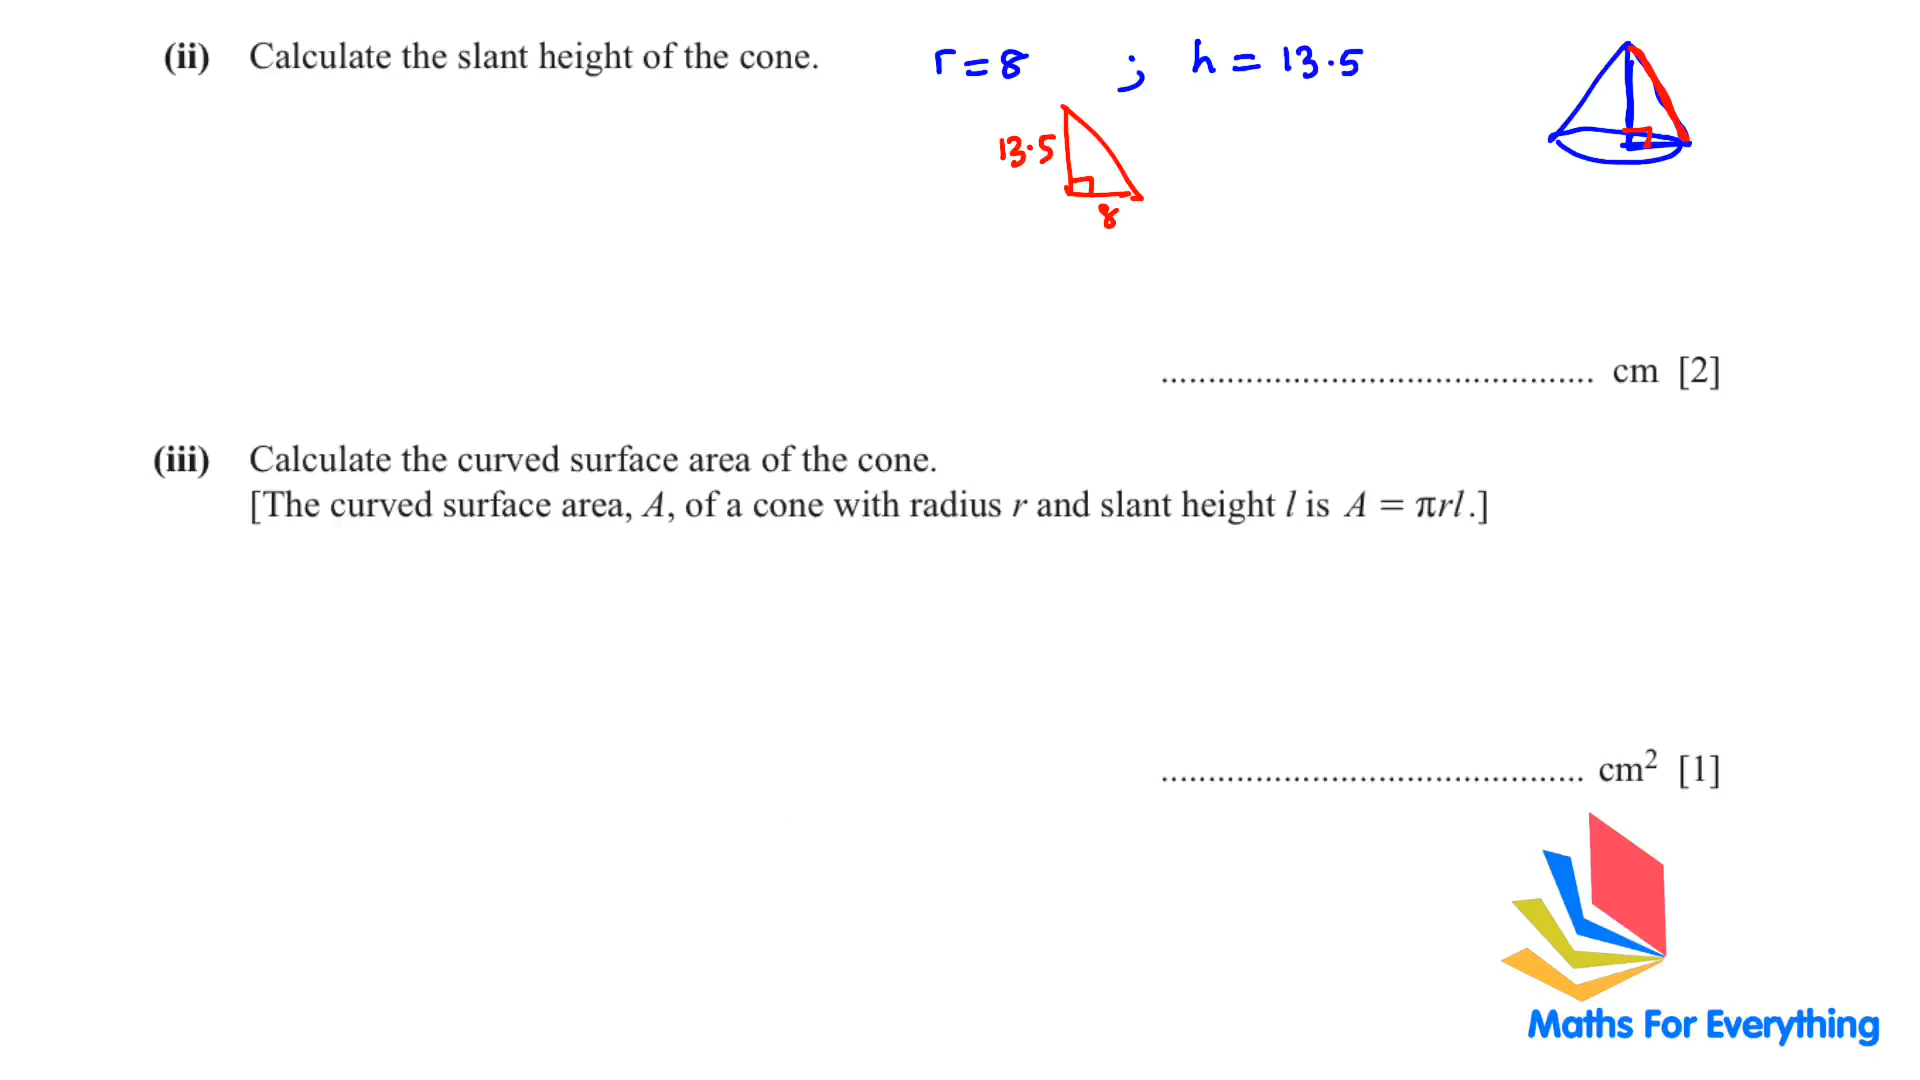 (ii) Calculate the slant height of the cone. r = 8 ; h = 13.5
13.5
8
........................................... cm [2]
(iii) Calculate the curved surface area of the cone.
[The curved surface area, A, of a cone with radius r and slant height l is A = πrl.]
........................................... cm² [1]
Maths For Everything